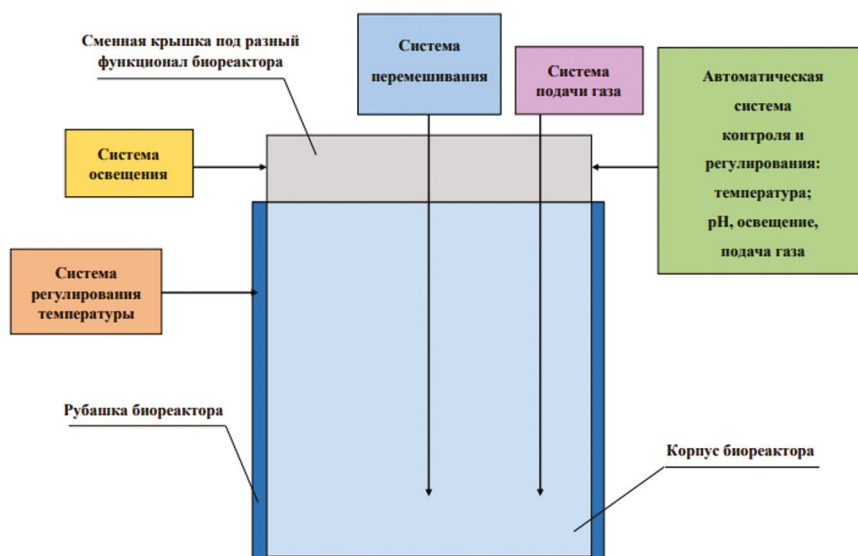 Сменная крышка под разный
функционал биореактора
Система
перемешивания
Система
подачи газа
Автоматическая
система
контроля и
регулирования:
температура;
pH, освещение,
подача газа
Система
освещения
Система
регулирования
температуры
Рубашка биореактора
Корпус биореактора